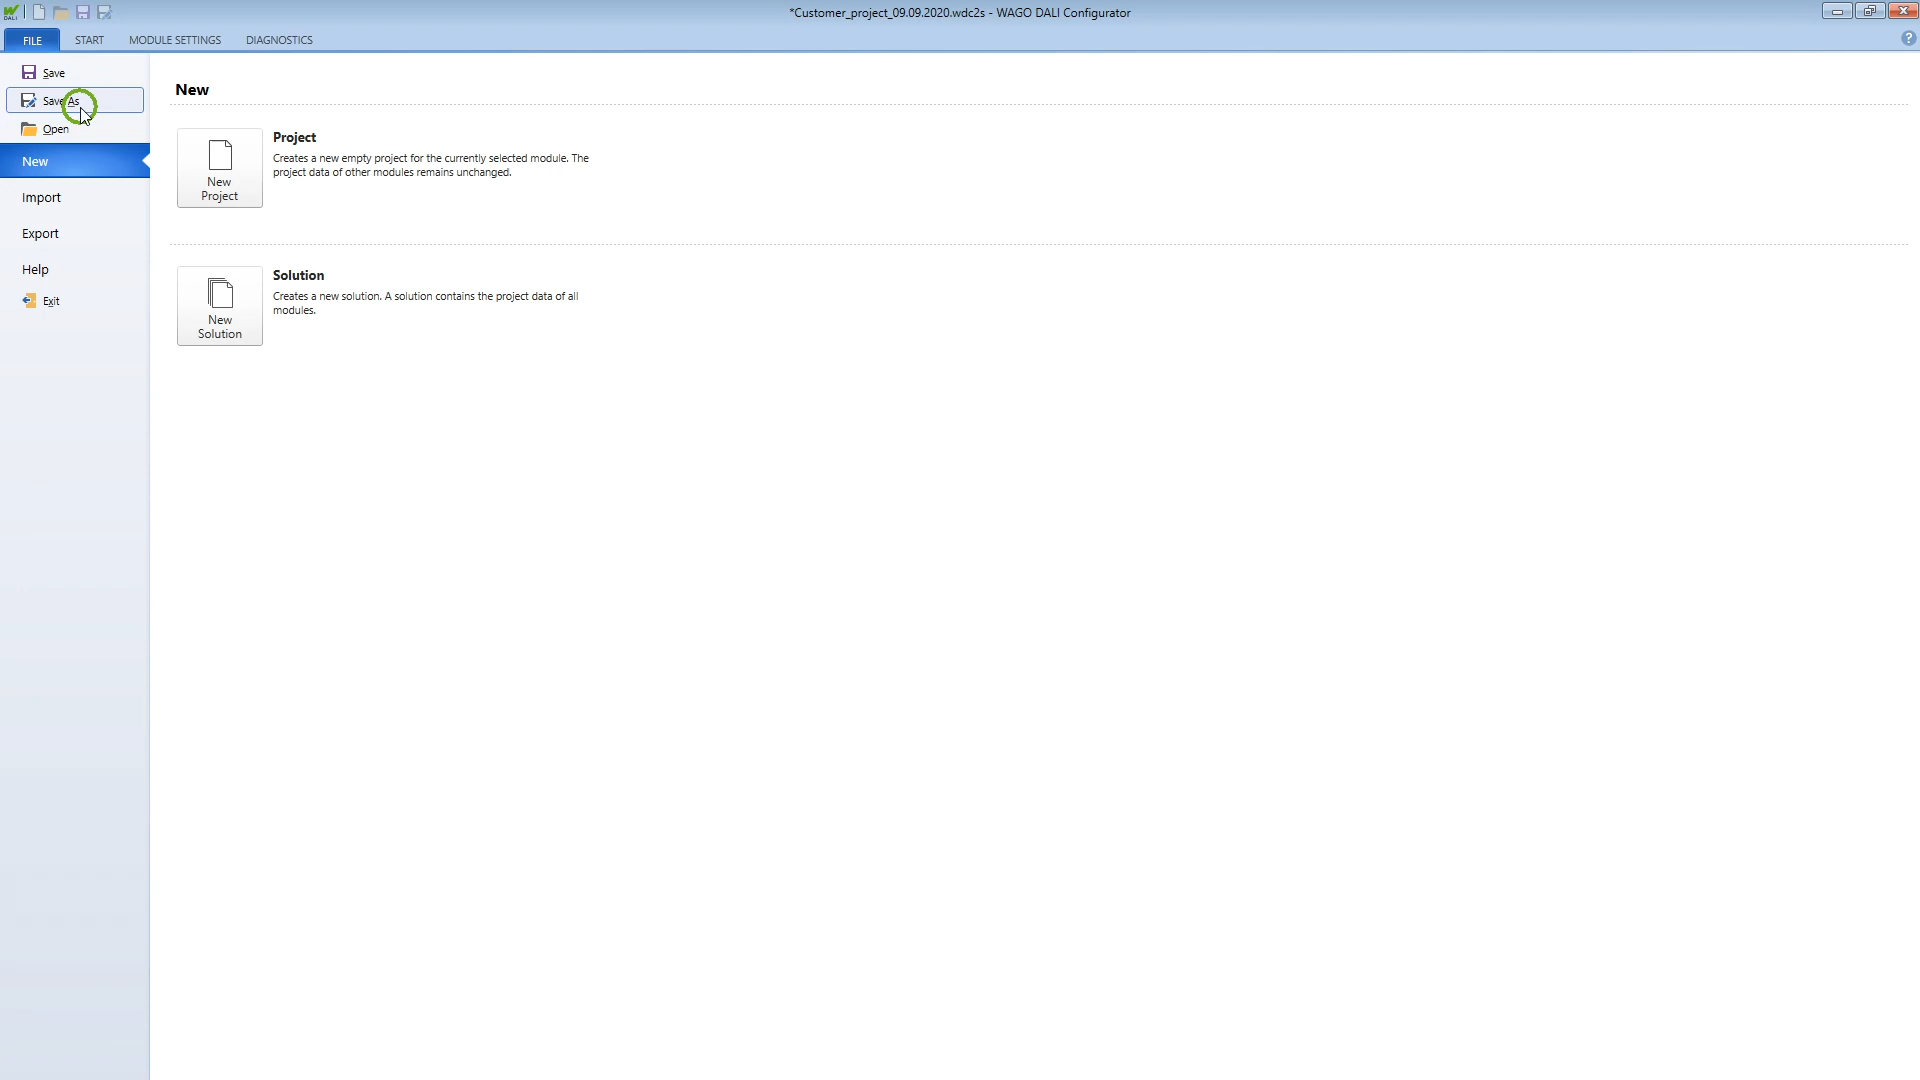 DALI
*Customer_project_09.09.2020.wdc2s - WAGO DALI Configurator
FILE START MODULE SETTINGS DIAGNOSTICS
?
Save
Save As
Open
New
Import
Export
Help
Exit
New
New
Project
Project
Creates a new empty project for the currently selected module. The
project data of other modules remains unchanged.
New
Solution
Solution
Creates a new solution. A solution contains the project data of all
modules.